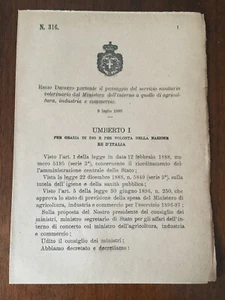 N. 316.
1
REGIO DECRETO portante il passaggio del servizio sanitario
veterinario dal Ministero dell'interno a quello di agricol-
tura, industria e commercio.
9 luglio 1896
UMBERTO I
PER GRAZIA DI DIO E PER VOLONTÀ DELLA NAZIONE
RE D'ITALIA
Visto l'art. 1 della legge in data 12 febbraio 1888, nu-
mero 5195 (serie 3ª), concernente il riordinamento del-
l'amministrazione centrale dello Stato;
Vista la legge 22 dicembre 1888, n. 5849 (serie 3ª), sulla
tutela dell'igiene e della sanità pubblica;
Visto l'art. 5 della legge 30 giugno 1896, n. 250, che
approva lo stato di previsione della spesa del Ministero di
agricoltura, industria e commercio per l'esercizio 1896-97;
Sulla proposta del Nostro presidente del consiglio dei
ministri, ministro segretario di Stato per gli affari dell'in-
terno di concerto col ministro dell'agricoltura, industria e
commercio;
Udito il consiglio dei ministri;
Abbiamo decretato e decretiamo: